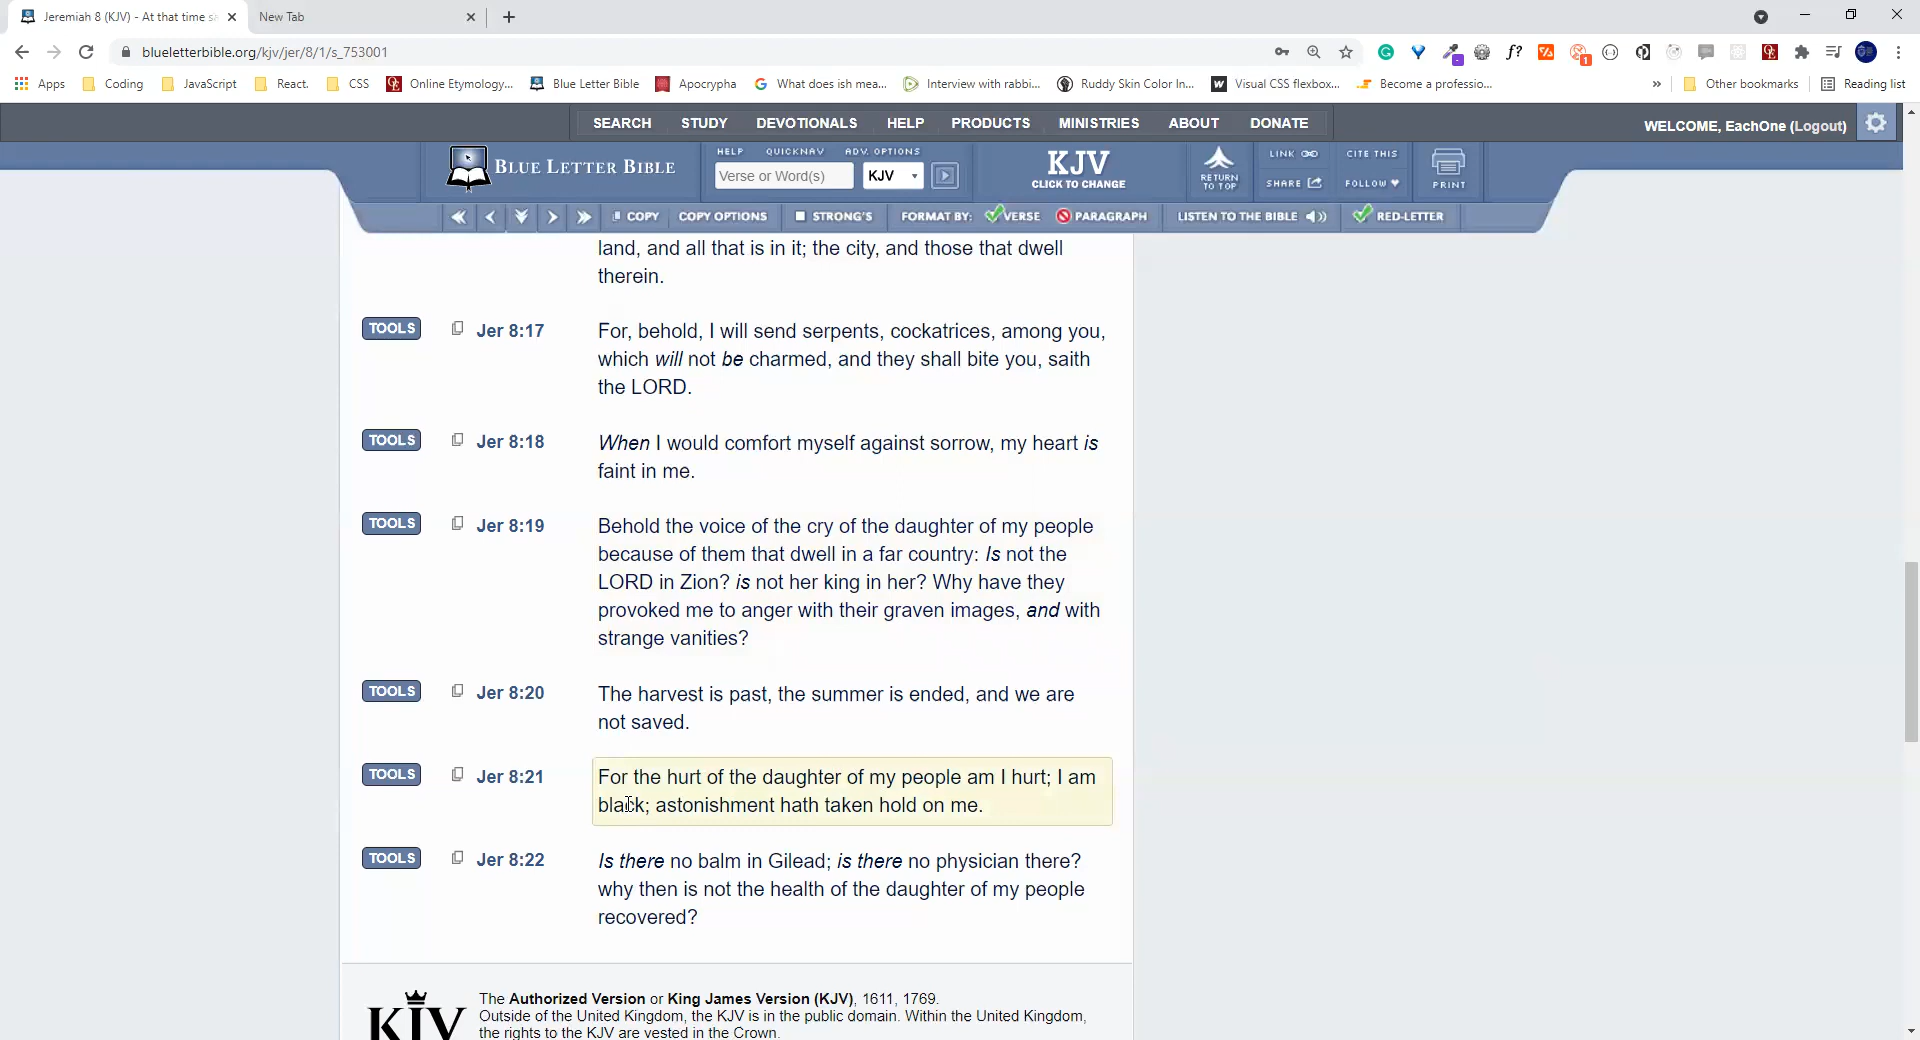 Jeremiah 8 (KJV) - At that time sa
New Tab
blueletterbible.org/kjv/jer/8/1/s_753001
Apps Coding JavaScript React. CSS Online Etymology... Blue Letter Bible Apocrypha What does ish mea... Interview with rabbi... Ruddy Skin Color In... Visual CSS flexbox... Become a professio... » Other bookmarks Reading list
SEARCH STUDY DEVOTIONALS HELP PRODUCTS MINISTRIES ABOUT DONATE
WELCOME, EachOne (Logout)
HELP QUICKNAV ADV. OPTIONS
BLUE LETTER BIBLE
Verse or Word(s) KJV
KJV
CLICK TO CHANGE
RETURN
TO TOP
LINK CITE THIS
SHARE FOLLOW
PRINT
COPY COPY OPTIONS STRONG'S FORMAT BY: VERSE PARAGRAPH LISTEN TO THE BIBLE RED-LETTER
land, and all that is in it; the city, and those that dwell
therein.
TOOLS Jer 8:17 For, behold, I will send serpents, cockatrices, among you,
which will not be charmed, and they shall bite you, saith
the LORD.
TOOLS Jer 8:18 When I would comfort myself against sorrow, my heart is
faint in me.
TOOLS Jer 8:19 Behold the voice of the cry of the daughter of my people
because of them that dwell in a far country: Is not the
LORD in Zion? is not her king in her? Why have they
provoked me to anger with their graven images, and with
strange vanities?
TOOLS Jer 8:20 The harvest is past, the summer is ended, and we are
not saved.
TOOLS Jer 8:21 For the hurt of the daughter of my people am I hurt; I am
black; astonishment hath taken hold on me.
TOOLS Jer 8:22 Is there no balm in Gilead; is there no physician there?
why then is not the health of the daughter of my people
recovered?
KJV
The Authorized Version or King James Version (KJV), 1611, 1769.
Outside of the United Kingdom, the KJV is in the public domain. Within the United Kingdom,
the rights to the KJV are vested in the Crown.